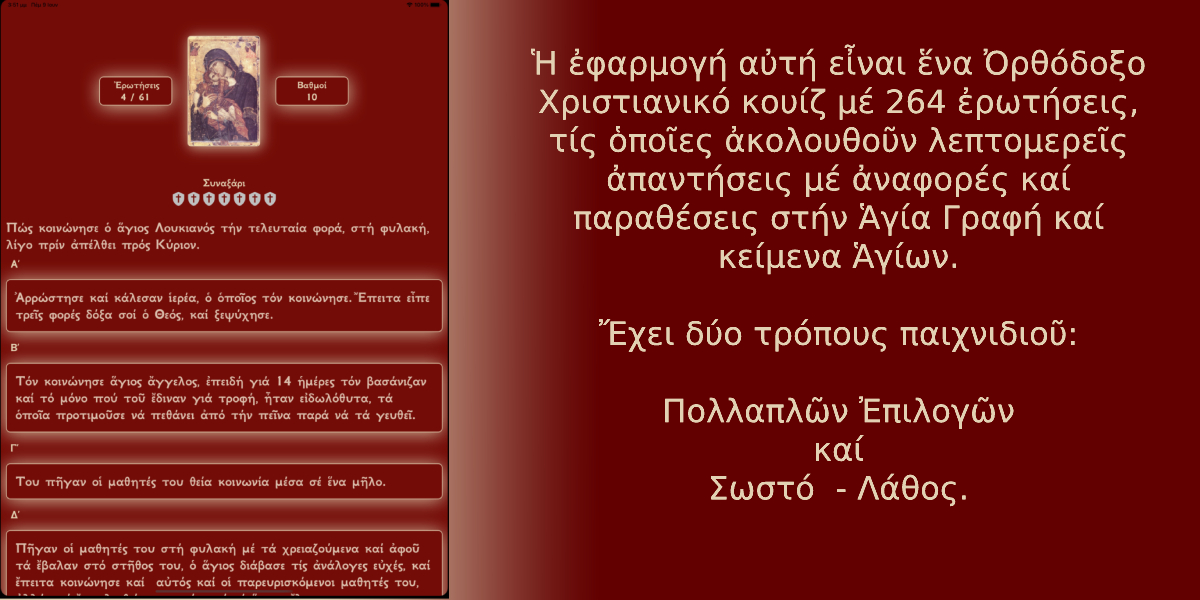 Ἐρωτήσεις
4 / 61
Βαθμοί
10
Συναξάρι
Πώς κοινώνησε ὁ ἅγιος Λουκιανός τήν τελευταία φορά, στή φυλακή,
λίγο πρίν ἀπέλθει πρός Κύριον.
Α'
Ἀρρώστησε καί κάλεσαν ἱερέα, ὁ ὁποῖος τόν κοινώνησε. Ἔπειτα εἶπε
τρεῖς φορές δόξα σοί ὁ Θεός, καί ξεψύχησε.
Β'
Τόν κοινώνησε ἅγιος ἄγγελος, ἐπειδή γιά 14 ἡμέρες τόν βασάνιζαν
καί τό μόνο πού τοῦ ἔδιναν γιά τροφή, ἦταν εἰδωλόθυτα, τά
ὁποῖα προτιμοῦσε νά πεθάνει ἀπό τήν πεῖνα παρά νά τά γευθεῖ.
Γ'
Του πῆγαν οἱ μαθητές του θεία κοινωνία μέσα σέ ἕνα μῆλο.
Δ'
Πῆγαν οἱ μαθητές του στή φυλακή μέ τά χρειαζούμενα καί ἀφοῦ
τά ἔβαλαν στό στῆθος του, ὁ ἅγιος διάβασε τίς ἀνάλογες εὐχές, καί
ἔπειτα κοινώνησε καί αὐτός καί οἱ παρευρισκόμενοι μαθητές του,
Ἡ ἐφαρμογή αὐτή εἶναι ἕνα Ὀρθόδοξο
Χριστιανικό κουίζ μέ 264 ἐρωτήσεις,
τίς ὁποῖες ἀκολουθοῦν λεπτομερεῖς
ἀπαντήσεις μέ ἀναφορές καί
παραθέσεις στήν Ἁγία Γραφή καί
κείμενα Ἁγίων.
Ἔχει δύο τρόπους παιχνιδιοῦ:
Πολλαπλῶν Ἐπιλογῶν
καί
Σωστό - Λάθος.